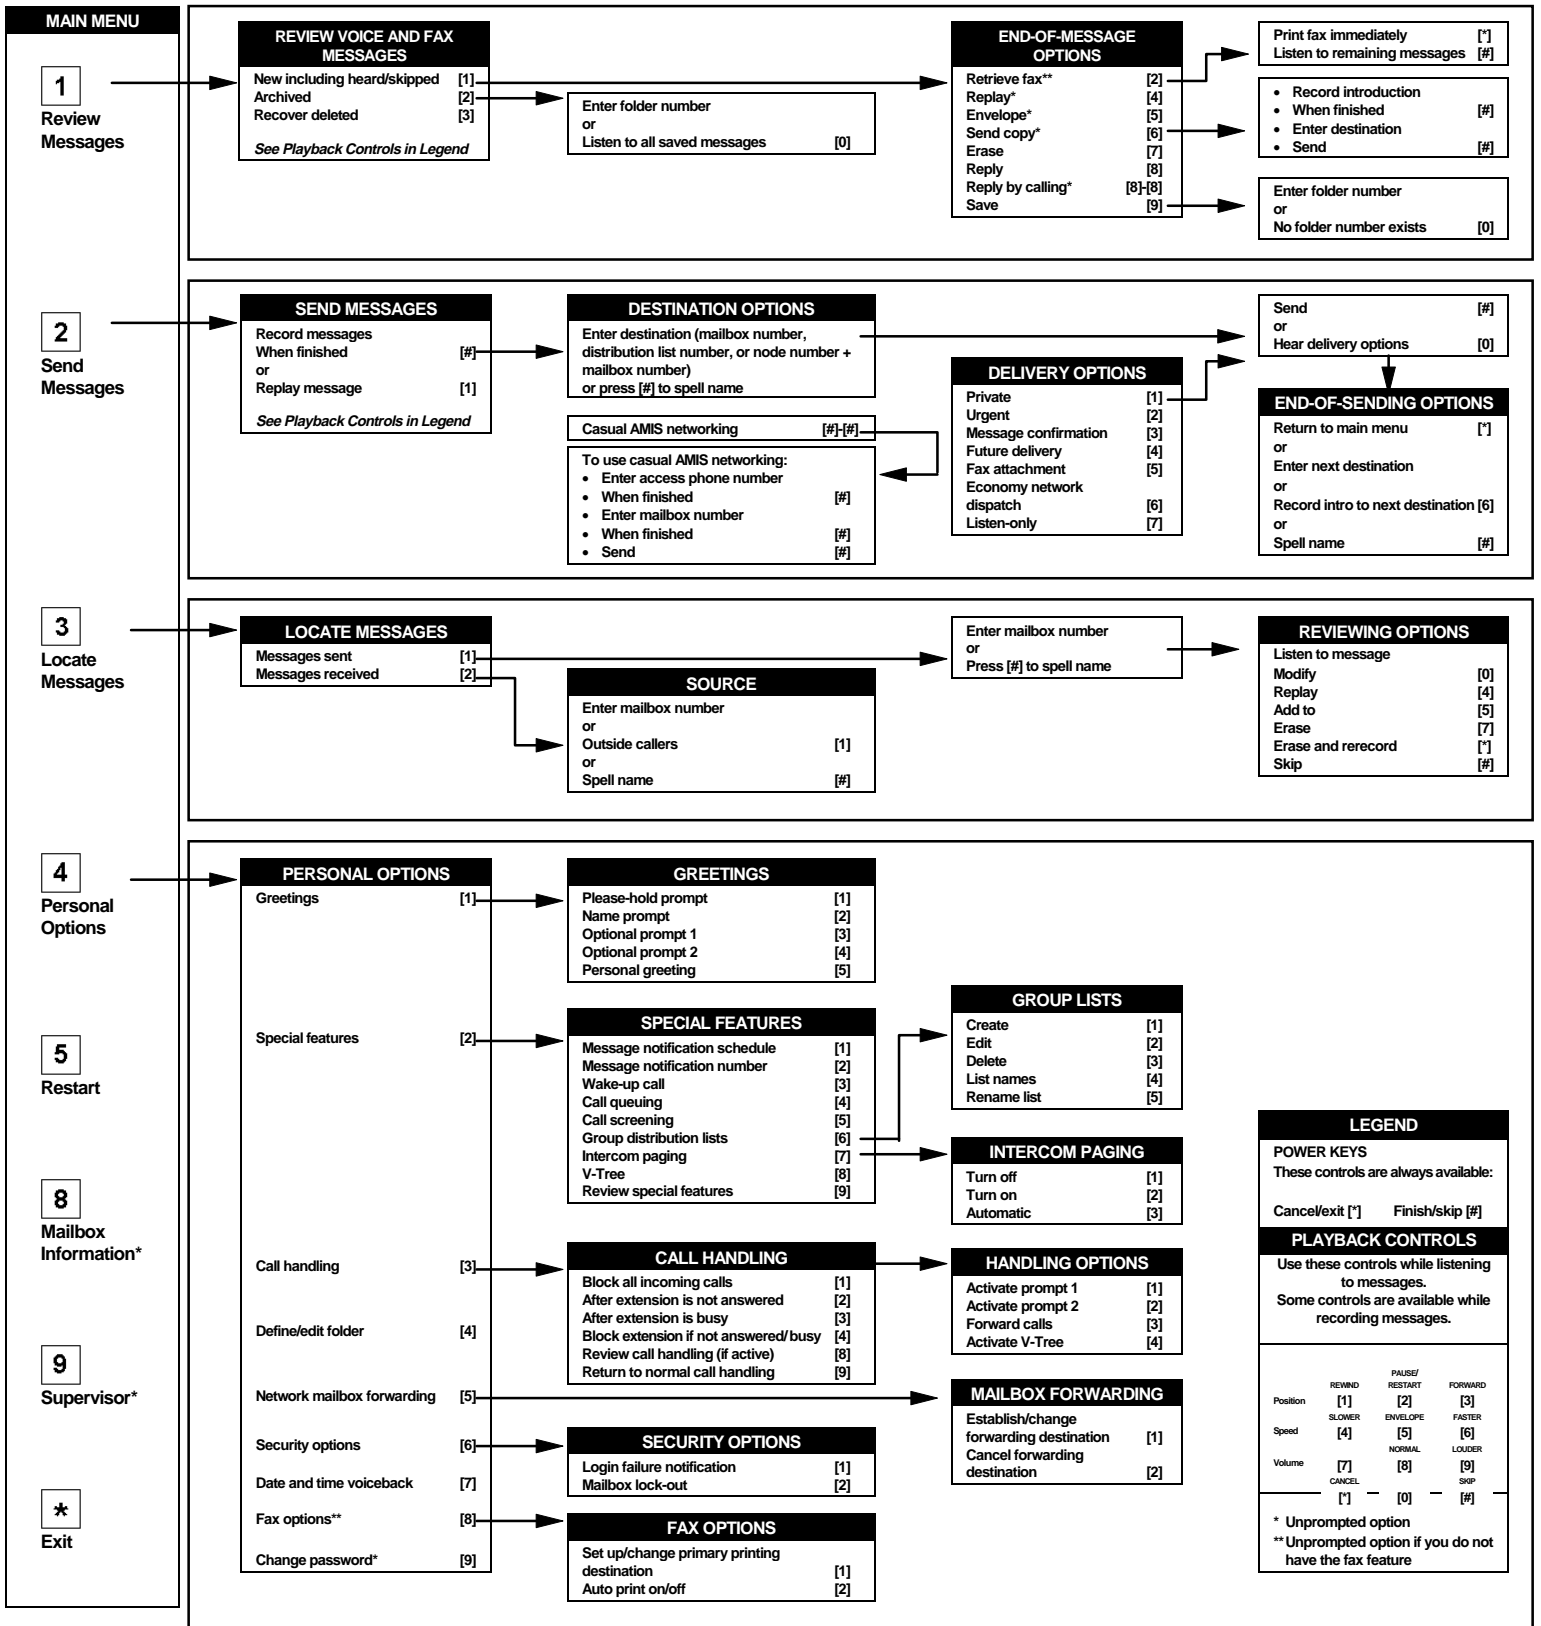 MAIN MENU
1
Review
Messages
2
Send
Messages
3
Locate
Messages
4
Personal
Options
5
Restart
8
Mailbox
Information*
9
Supervisor*
*
Exit
REVIEW VOICE AND FAX
MESSAGES
New including heard/skipped [1]
Archived [2]
Recover deleted [3]
See Playback Controls in Legend
Enter folder number
or
Listen to all saved messages [0]
END-OF-MESSAGE
OPTIONS
Retrieve fax** [2]
Replay* [4]
Envelope* [5]
Send copy* [6]
Erase [7]
Reply [8]
Reply by calling* [8]-[8]
Save [9]
Print fax immediately [*]
Listen to remaining messages [#]
• Record introduction
• When finished [#]
• Enter destination
• Send [#]
Enter folder number
or
No folder number exists [0]
SEND MESSAGES
Record messages
When finished [#]
or
Replay message [1]
See Playback Controls in Legend
DESTINATION OPTIONS
Enter destination (mailbox number,
distribution list number, or node number +
mailbox number)
or press [#] to spell name
Casual AMIS networking [#]-[#]
To use casual AMIS networking:
• Enter access phone number
• When finished [#]
• Enter mailbox number
• When finished [#]
• Send [#]
DELIVERY OPTIONS
Private [1]
Urgent [2]
Message confirmation [3]
Future delivery [4]
Fax attachment [5]
Economy network
dispatch [6]
Listen-only [7]
Send [#]
or
Hear delivery options [0]
END-OF-SENDING OPTIONS
Return to main menu [*]
or
Enter next destination
or
Record intro to next destination [6]
or
Spell name [#]
LOCATE MESSAGES
Messages sent [1]
Messages received [2]
SOURCE
Enter mailbox number
or
Outside callers [1]
or
Spell name [#]
Enter mailbox number
or
Press [#] to spell name
REVIEWING OPTIONS
Listen to message
Modify [0]
Replay [4]
Add to [5]
Erase [7]
Erase and rerecord [*]
Skip [#]
PERSONAL OPTIONS
Greetings [1]
Special features [2]
Call handling [3]
Define/edit folder [4]
Network mailbox forwarding [5]
Security options [6]
Date and time voiceback [7]
Fax options** [8]
Change password* [9]
GREETINGS
Please-hold prompt [1]
Name prompt [2]
Optional prompt 1 [3]
Optional prompt 2 [4]
Personal greeting [5]
SPECIAL FEATURES
Message notification schedule [1]
Message notification number [2]
Wake-up call [3]
Call queuing [4]
Call screening [5]
Group distribution lists [6]
Intercom paging [7]
V-Tree [8]
Review special features [9]
GROUP LISTS
Create [1]
Edit [2]
Delete [3]
List names [4]
Rename list [5]
INTERCOM PAGING
Turn off [1]
Turn on [2]
Automatic [3]
CALL HANDLING
Block all incoming calls [1]
After extension is not answered [2]
After extension is busy [3]
Block extension if not answered/busy [4]
Review call handling (if active) [8]
Return to normal call handling [9]
HANDLING OPTIONS
Activate prompt 1 [1]
Activate prompt 2 [2]
Forward calls [3]
Activate V-Tree [4]
MAILBOX FORWARDING
Establish/change
forwarding destination [1]
Cancel forwarding
destination [2]
SECURITY OPTIONS
Login failure notification [1]
Mailbox lock-out [2]
FAX OPTIONS
Set up/change primary printing
destination [1]
Auto print on/off [2]
LEGEND
POWER KEYS
These controls are always available:
Cancel/exit [*] Finish/skip [#]
PLAYBACK CONTROLS
Use these controls while listening
to messages.
Some controls are available while
recording messages.
PAUSE/
REWIND RESTART FORWARD
Position [1] [2] [3]
SLOWER ENVELOPE FASTER
Speed [4] [5] [6]
NORMAL LOUDER
Volume [7] [8] [9]
CANCEL SKIP
[*] [0] [#]
* Unprompted option
** Unprompted option if you do not
have the fax feature